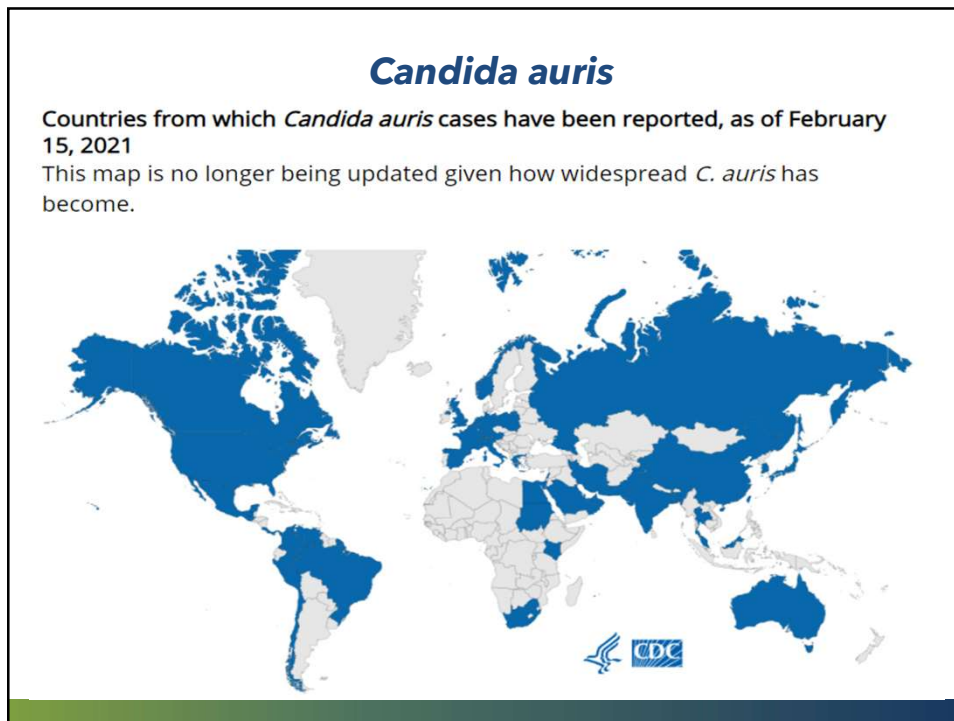 Candida auris
Countries from which Candida auris cases have been reported, as of February
15, 2021
This map is no longer being updated given how widespread C. auris has
become.
CDC